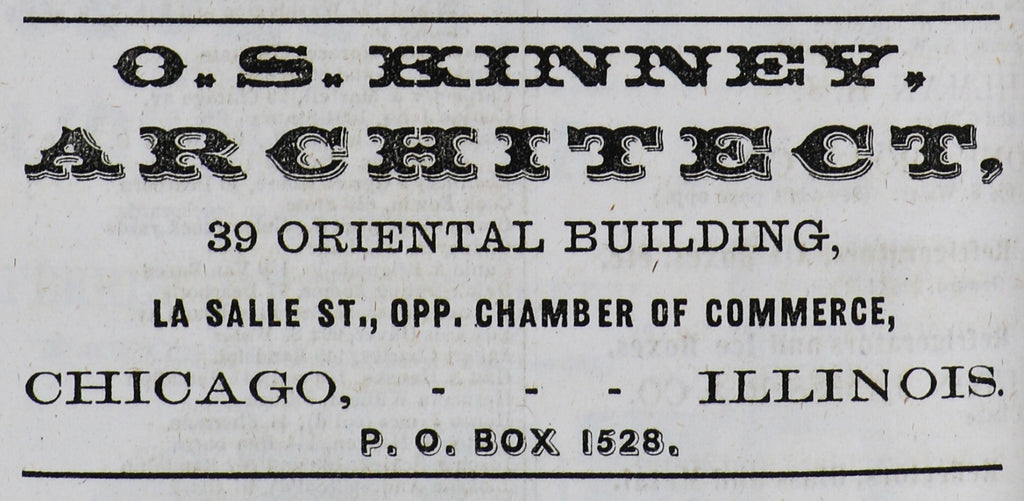 O. S. KINNEY,
ARCHITECT,
39 ORIENTAL BUILDING,
LA SALLE ST., OPP. CHAMBER OF COMMERCE,
CHICAGO, - - - ILLINOIS.
P. O. BOX 1528.